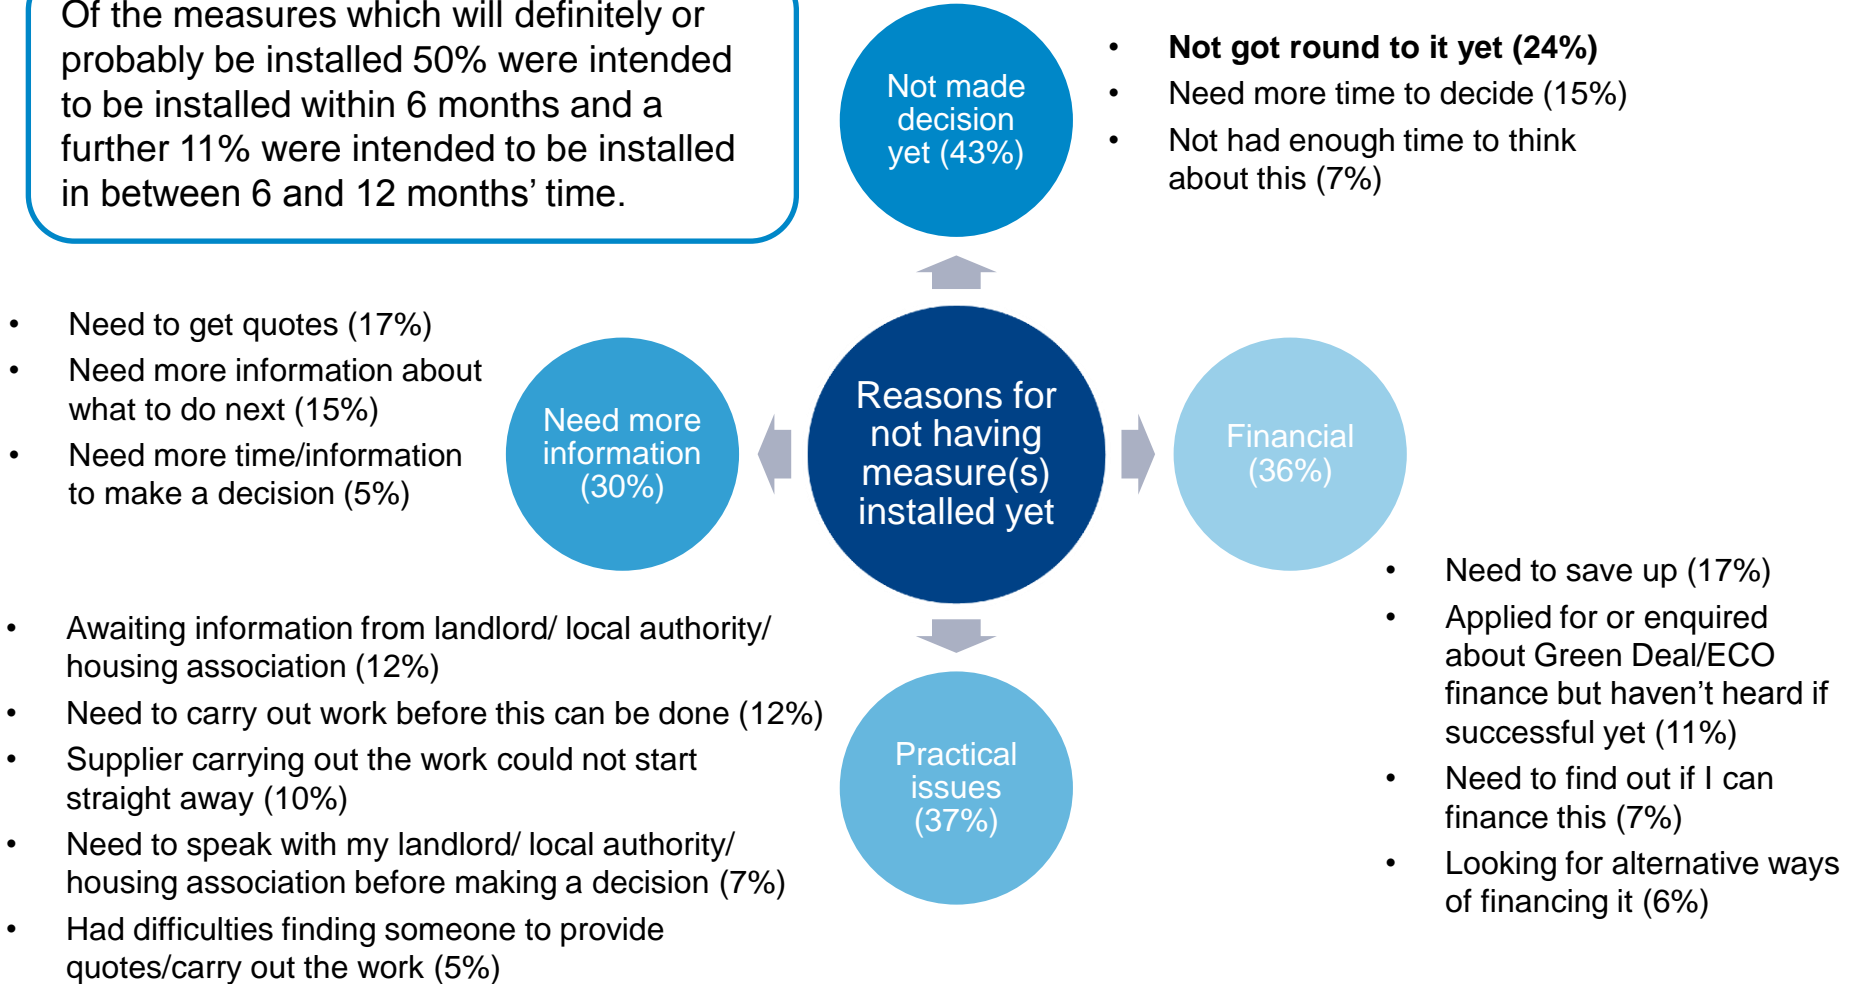 Of the measures which will definitely or
probably be installed 50% were intended
to be installed within 6 months and a
further 11% were intended to be installed
in between 6 and 12 months' time.
Not made
decision
yet (43%)
• Not got round to it yet (24%)
• Need more time to decide (15%)
• Not had enough time to think
about this (7%)
• Need to get quotes (17%)
• Need more information about
what to do next (15%)
• Need more time/information
to make a decision (5%)
Need more
information
(30%)
Reasons for
not having
measure(s)
installed yet
Financial
(36%)
• Need to save up (17%)
• Applied for or enquired
about Green Deal/ECO
finance but haven't heard if
successful yet (11%)
• Need to find out if I can
finance this (7%)
• Looking for alternative ways
of financing it (6%)
• Awaiting information from landlord/ local authority/
housing association (12%)
• Need to carry out work before this can be done (12%)
• Supplier carrying out the work could not start
straight away (10%)
• Need to speak with my landlord/ local authority/
housing association before making a decision (7%)
• Had difficulties finding someone to provide
quotes/carry out the work (5%)
Practical
issues
(37%)